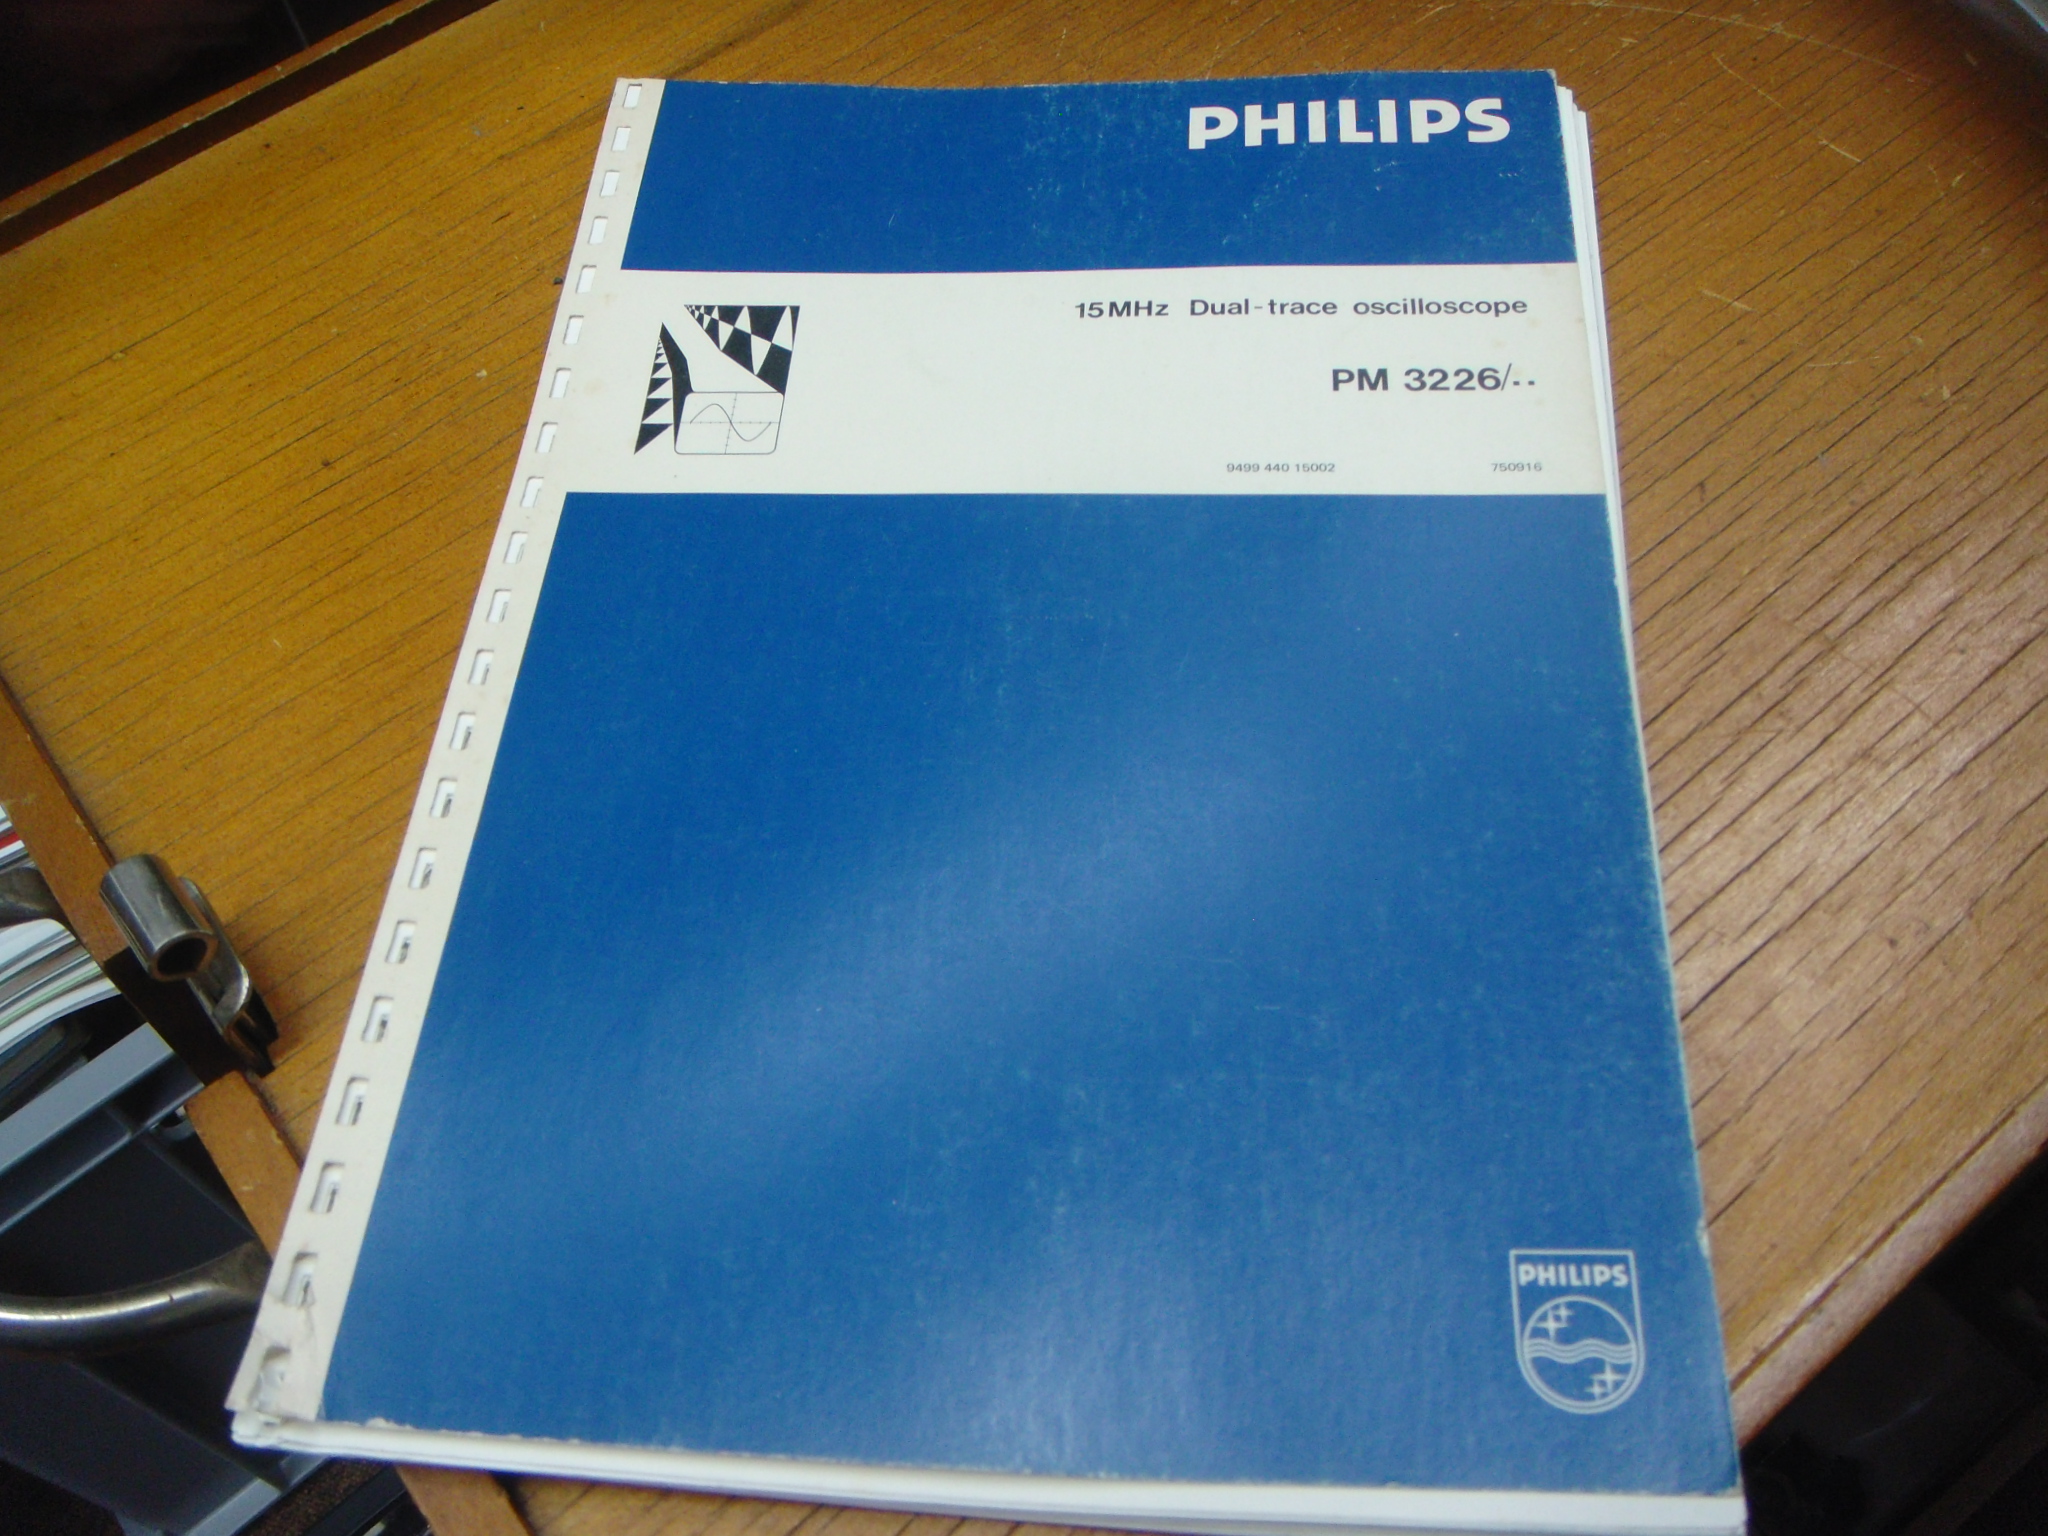 PHILIPS
15MHz Dual-trace oscilloscope
PM 3226/..
9499 440 15002 750916
PHILIPS